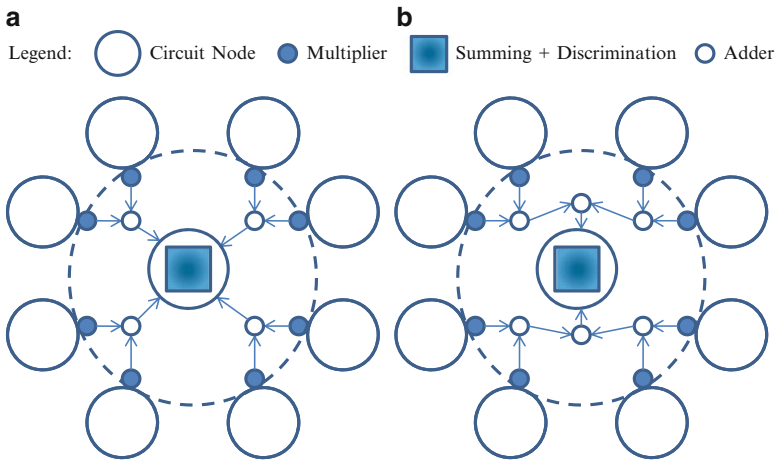 a
b
Legend: Circuit Node Multiplier Summing + Discrimination Adder